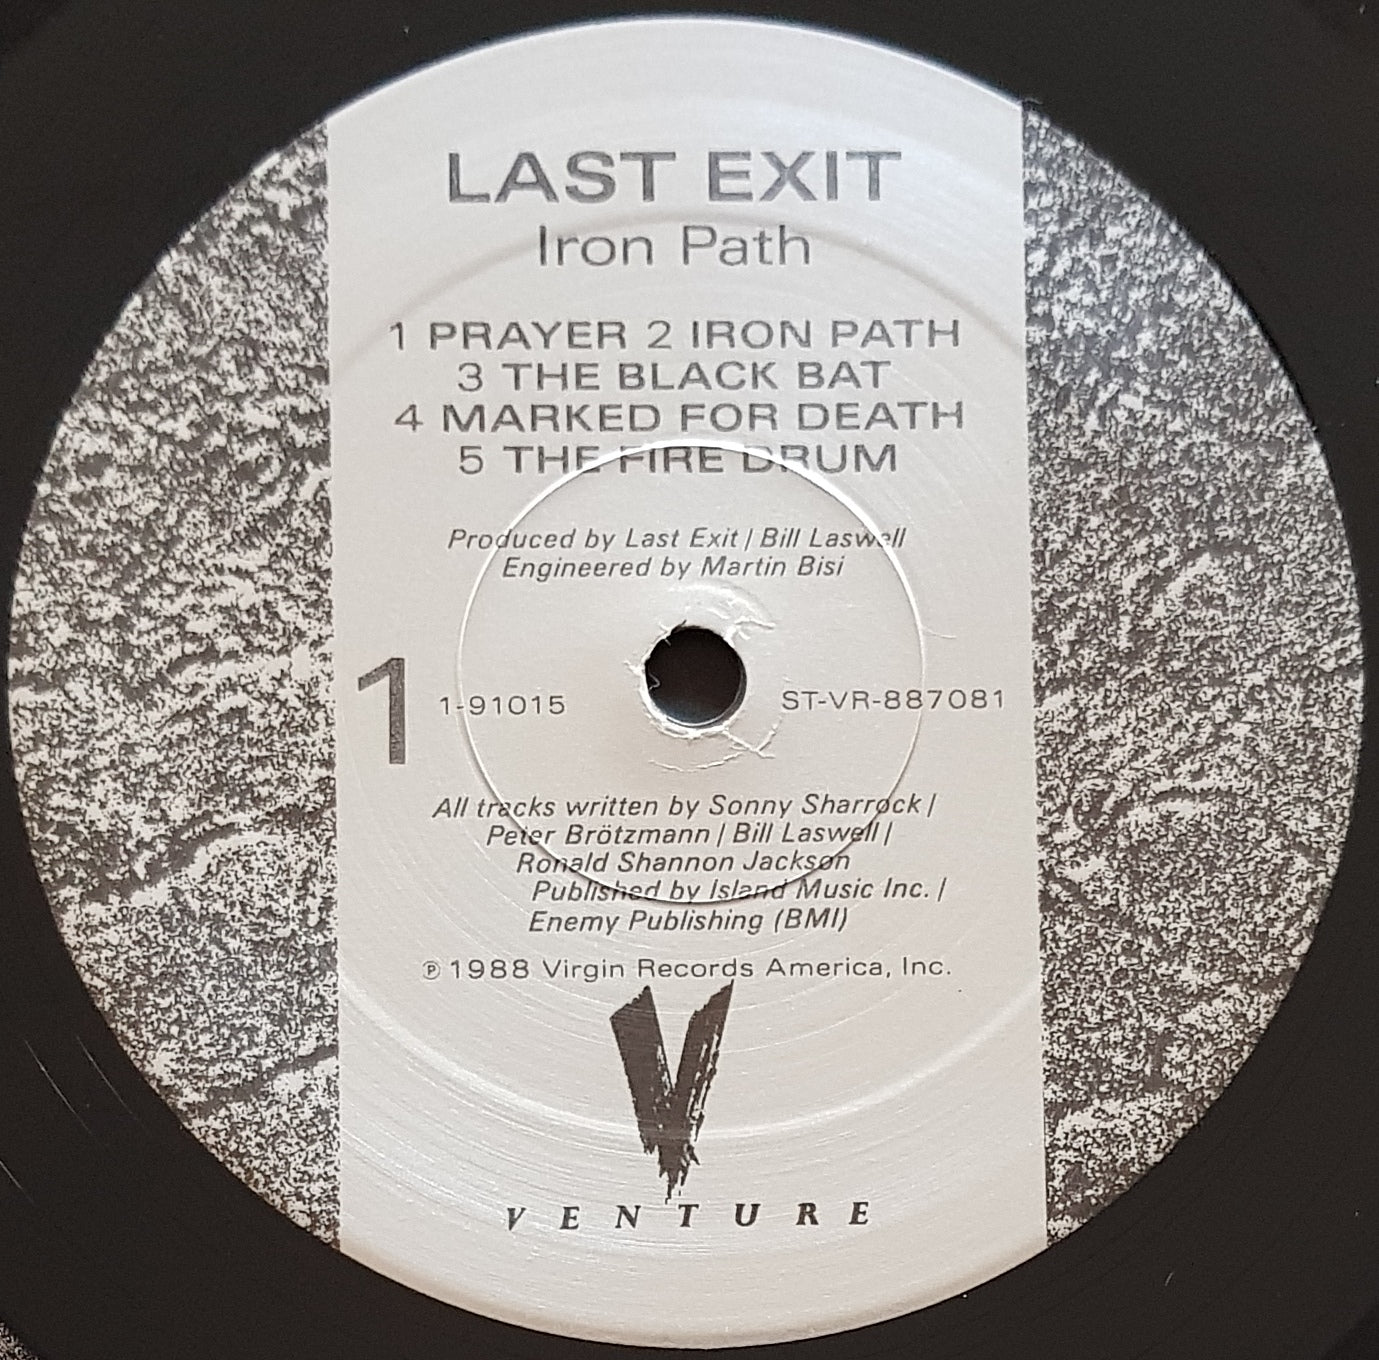 LAST EXIT
Iron Path
1 PRAYER 2 IRON PATH
3 THE BLACK BAT
4 MARKED FOR DEATH
5 THE FIRE DRUM
Produced by Last Exit / Bill Laswell
Engineered by Martin Bisi
1 1-91015 ST-VR-887081
All tracks written by Sonny Sharrock /
Peter Brötzmann / Bill Laswell /
Ronald Shannon Jackson
Published by Island Music Inc. /
Enemy Publishing (BMI)
℗ 1988 Virgin Records America, Inc.
V
VENTURE